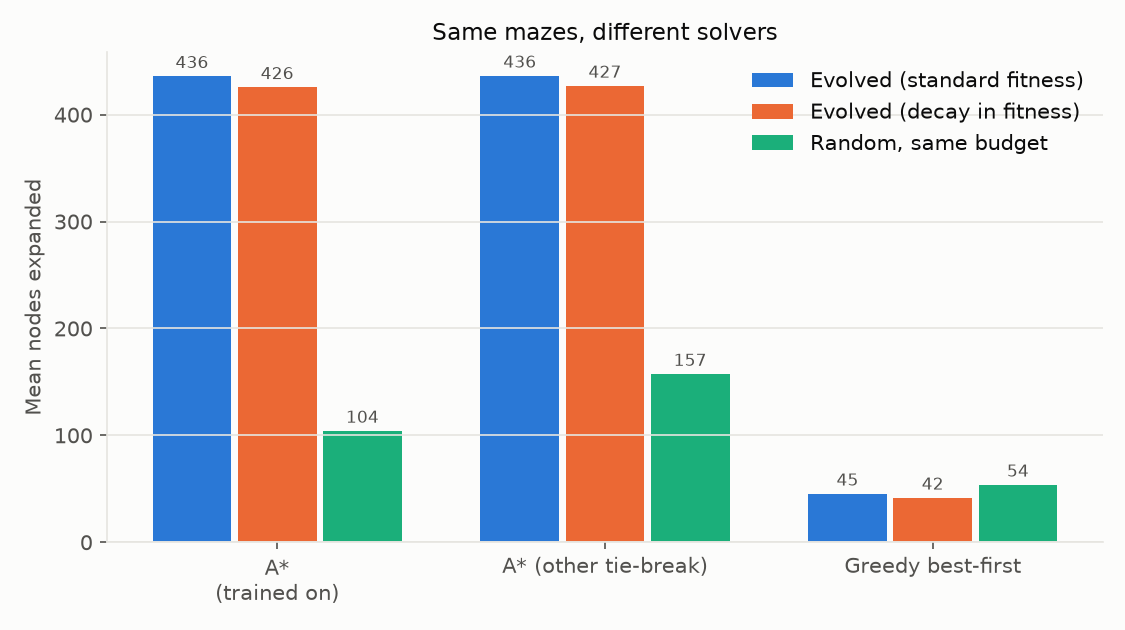 Same mazes, different solvers
Evolved (standard fitness)
Evolved (decay in fitness)
Random, same budget
Mean nodes expanded
400
300
200
100
0
436
426
104
436
427
157
45
42
54
A*
(trained on)
A* (other tie-break)
Greedy best-first